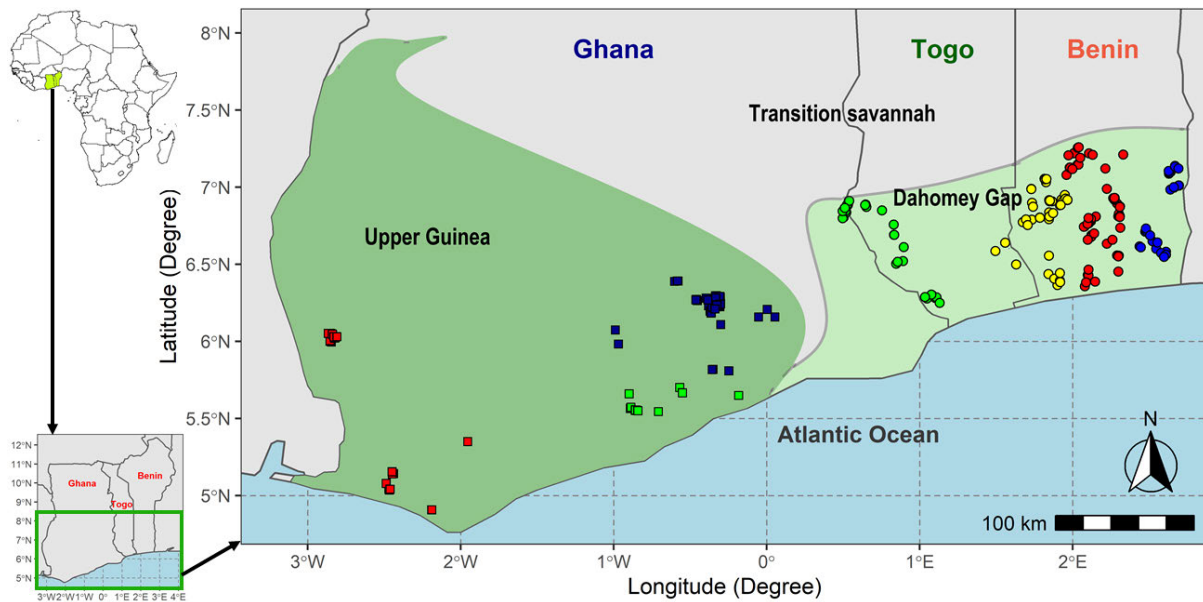 Ghana
Togo
Benin
Transition savannah
Dahomey Gap
Upper Guinea
Atlantic Ocean
N
100 km
8°N
7.5°N
7°N
6.5°N
6°N
5.5°N
5°N
Latitude (Degree)
3°W
2°W
1°W
0°
1°E
2°E
Longitude (Degree)
12°N
11°N
10°N
9°N
8°N
7°N
6°N
5°N
Ghana
Togo
Benin
3°W
2°W
1°W
0°
1°E
2°E
3°E
4°E